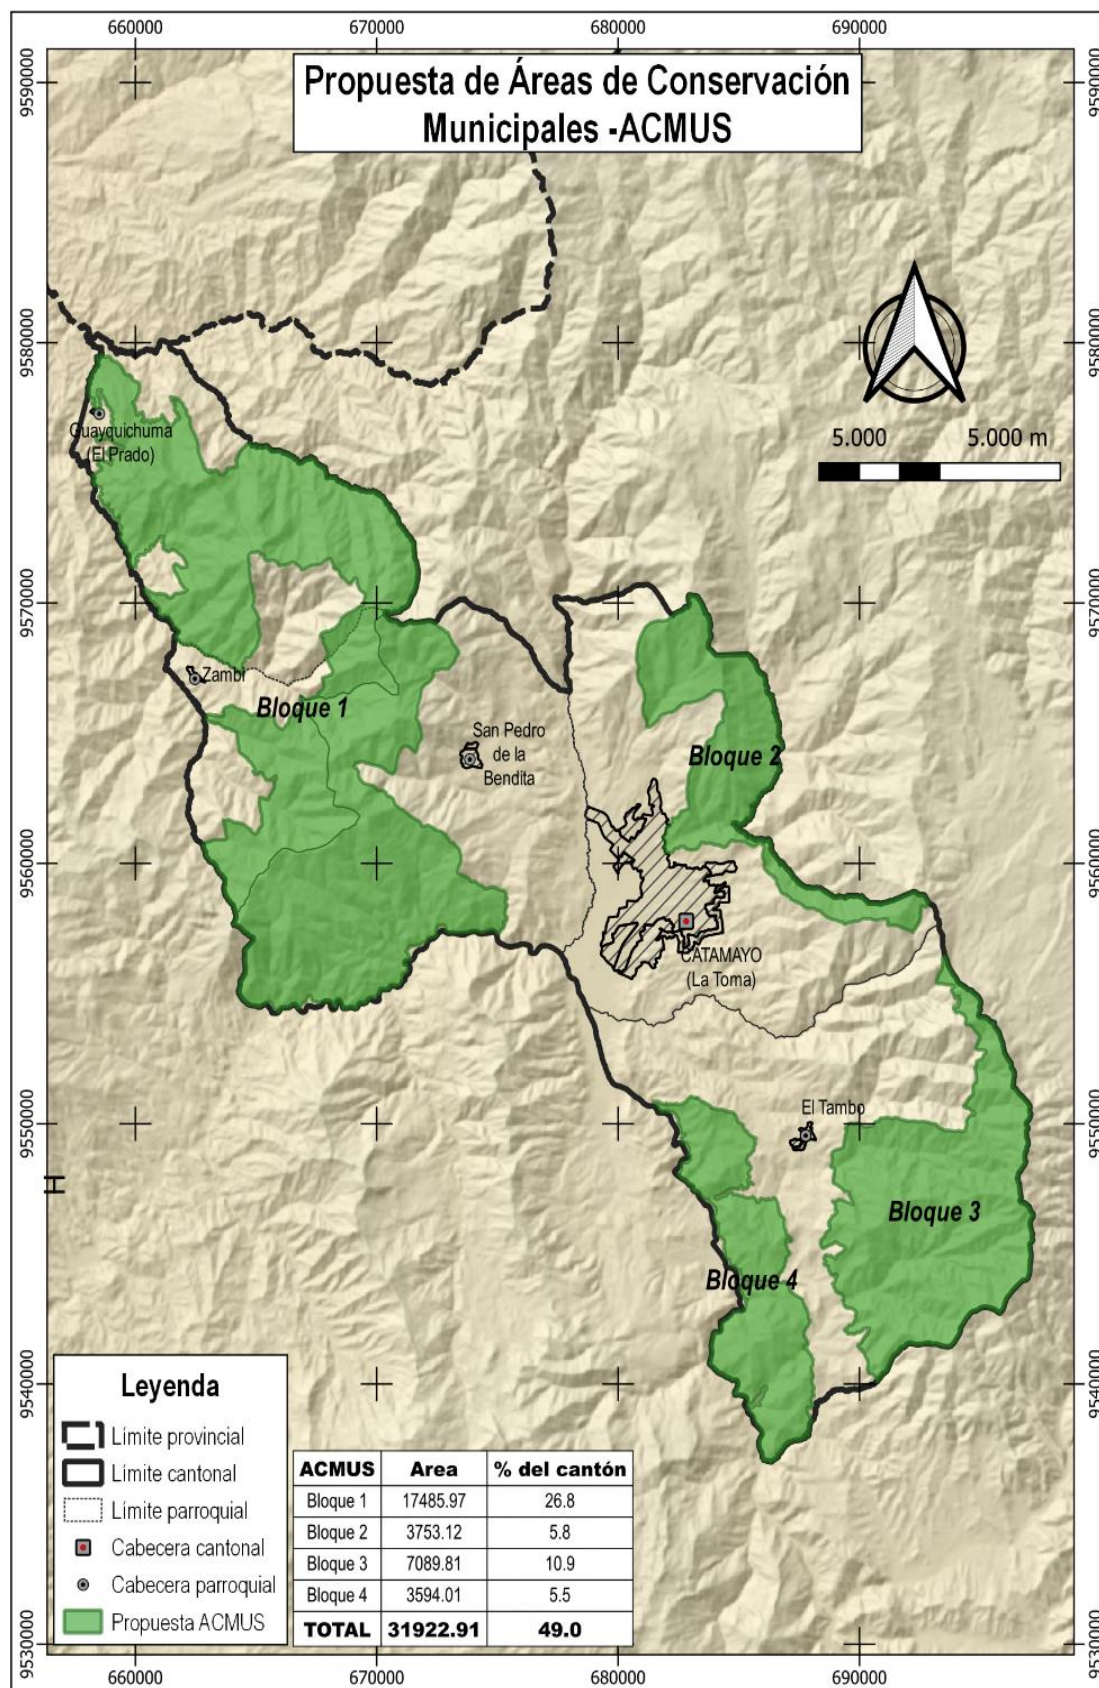 660000 670000 680000 690000
Propuesta de Áreas de Conservación
Municipales -ACMUS
9590000 9590000
9580000 9580000
5.000 5.000 m
Guayquichuma
(El Prado)
9570000 9570000
Zambi
Bloque 1
San Pedro
de la
Bendita
Bloque 2
9560000 9560000
CATAMAYO
(La Toma)
9550000 9550000
El Tambo
Bloque 3
Bloque 4
9540000 9540000
Leyenda
Límite provincial
Límite cantonal
Límite parroquial
Cabecera cantonal
Cabecera parroquial
Propuesta ACMUS
ACMUS Area % del cantón
Bloque 1 17485.97 26.8
Bloque 2 3753.12 5.8
Bloque 3 7089.81 10.9
Bloque 4 3594.01 5.5
TOTAL 31922.91 49.0
9530000 9530000
660000 670000 680000 690000